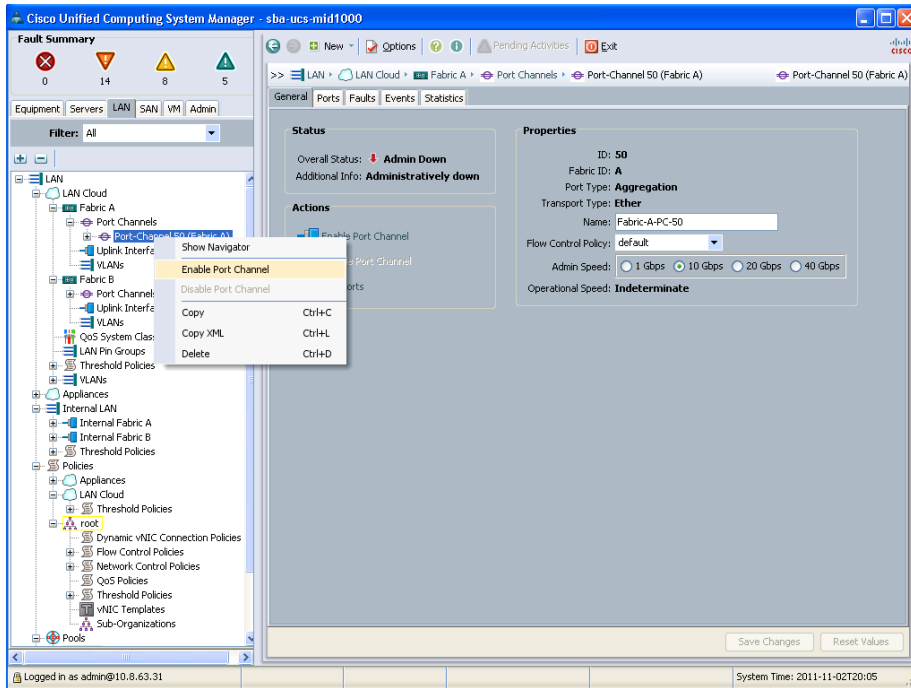 Cisco Unified Computing System Manager - sba-ucs-mid1000
Fault Summary
0 14 8 5
New Options Pending Activities Exit
cisco
>> LAN LAN Cloud Fabric A Port Channels Port-Channel 50 (Fabric A) Port-Channel 50 (Fabric A)
Equipment Servers LAN SAN VM Admin
Filter: All
LAN
LAN Cloud
Fabric A
Port Channels
Port-Channel 50 (Fabric A)
Uplink Interfa
VLANs
Fabric B
Port Channels
Uplink Interfa
VLANs
QoS System Clas
LAN Pin Groups
Threshold Policies
VLANs
Appliances
Internal LAN
Internal Fabric A
Internal Fabric B
Threshold Policies
Policies
Appliances
LAN Cloud
Threshold Policies
root
Dynamic vNIC Connection Policies
Flow Control Policies
Network Control Policies
QoS Policies
Threshold Policies
vNIC Templates
Sub-Organizations
Pools
Show Navigator
Enable Port Channel
Disable Port Channel
Copy Ctrl+C
Copy XML Ctrl+L
Delete Ctrl+D
General Ports Faults Events Statistics
Status
Overall Status: Admin Down
Additional Info: Administratively down
Actions
Enable Port Channel
Port Channel
orts
Properties
ID: 50
Fabric ID: A
Port Type: Aggregation
Transport Type: Ether
Name: Fabric-A-PC-50
Flow Control Policy: default
Admin Speed: 1 Gbps 10 Gbps 20 Gbps 40 Gbps
Operational Speed: Indeterminate
Save Changes Reset Values
Logged in as admin@10.8.63.31
System Time: 2011-11-02T20:05